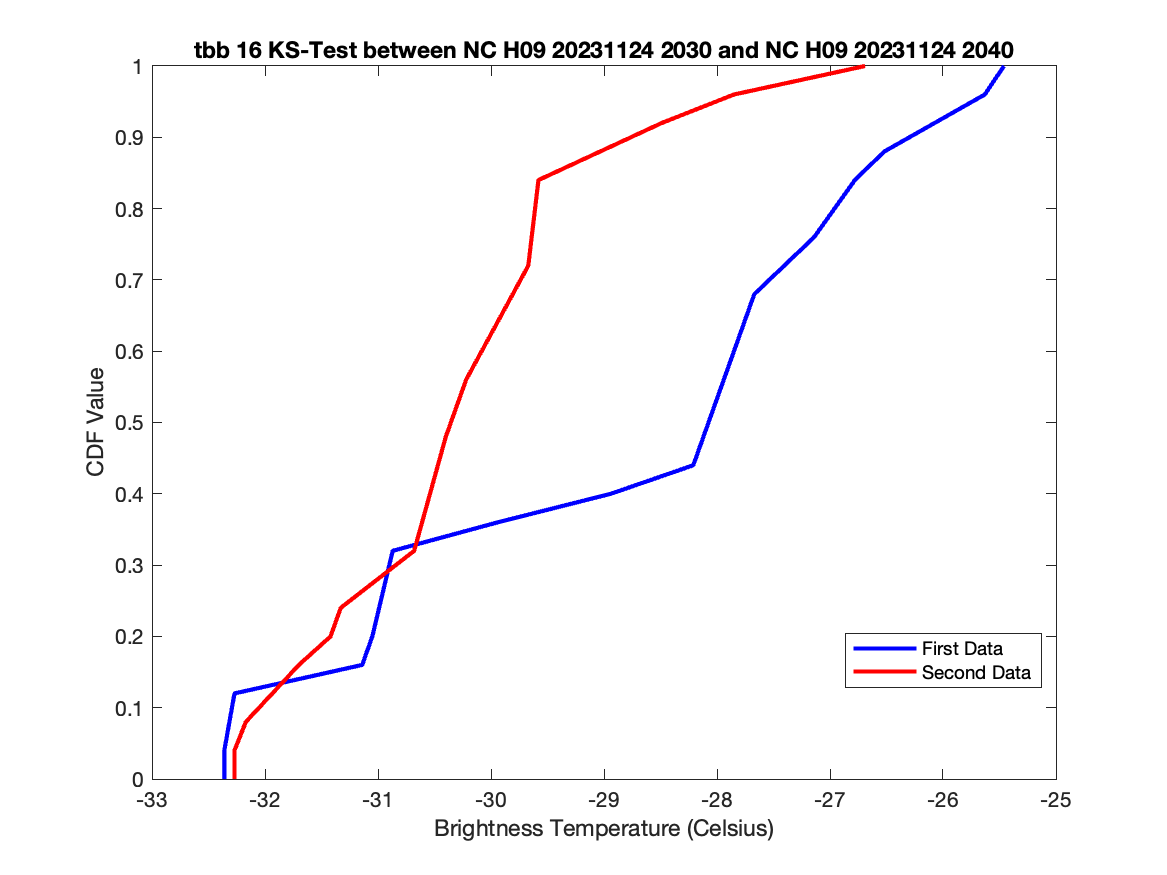 tbb 16 KS-Test between NC H09 20231124 2030 and NC H09 20231124 2040
1
0.9
0.8
0.7
0.6
0.5
0.4
0.3
0.2
0.1
0
CDF Value
First Data
Second Data
-33 -32 -31 -30 -29 -28 -27 -26 -25
Brightness Temperature (Celsius)